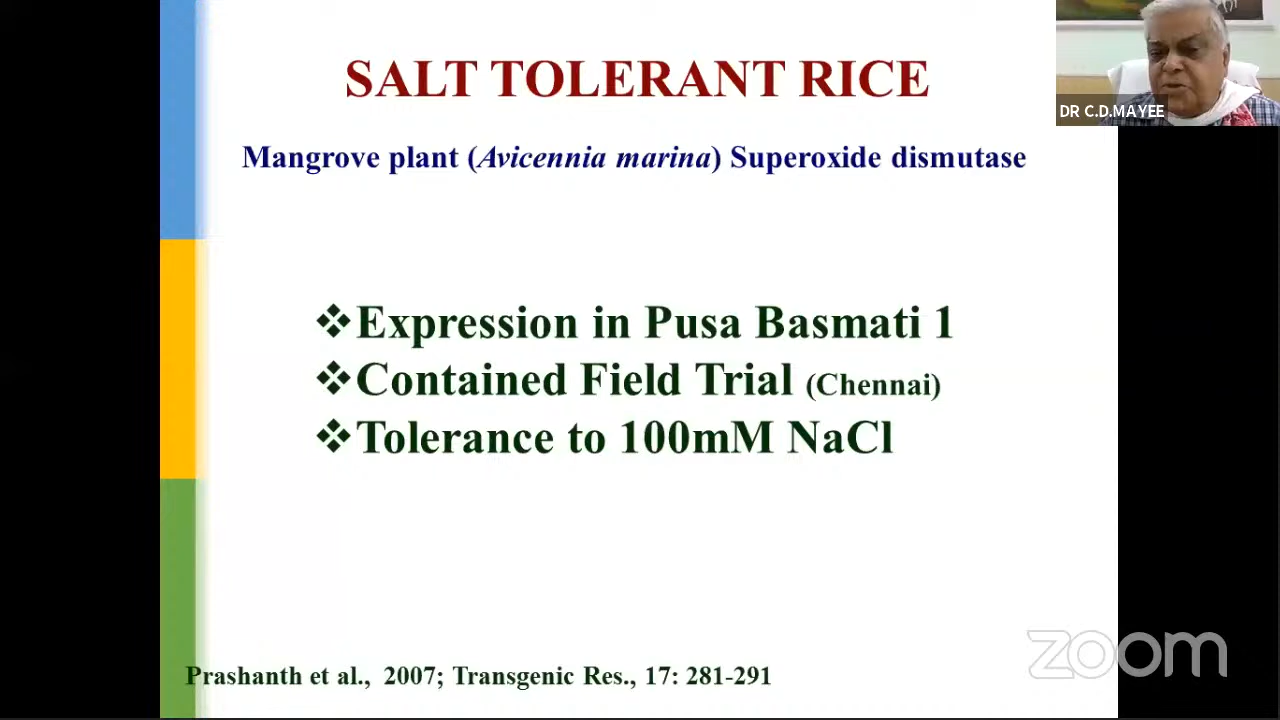 SALT TOLERANT RICE
DR C.D.MAYEE
Mangrove plant (Avicennia marina) Superoxide dismutase
❖Expression in Pusa Basmati 1
❖Contained Field Trial (Chennai)
❖Tolerance to 100mM NaCl
zoom
Prashanth et al., 2007; Transgenic Res., 17: 281-291